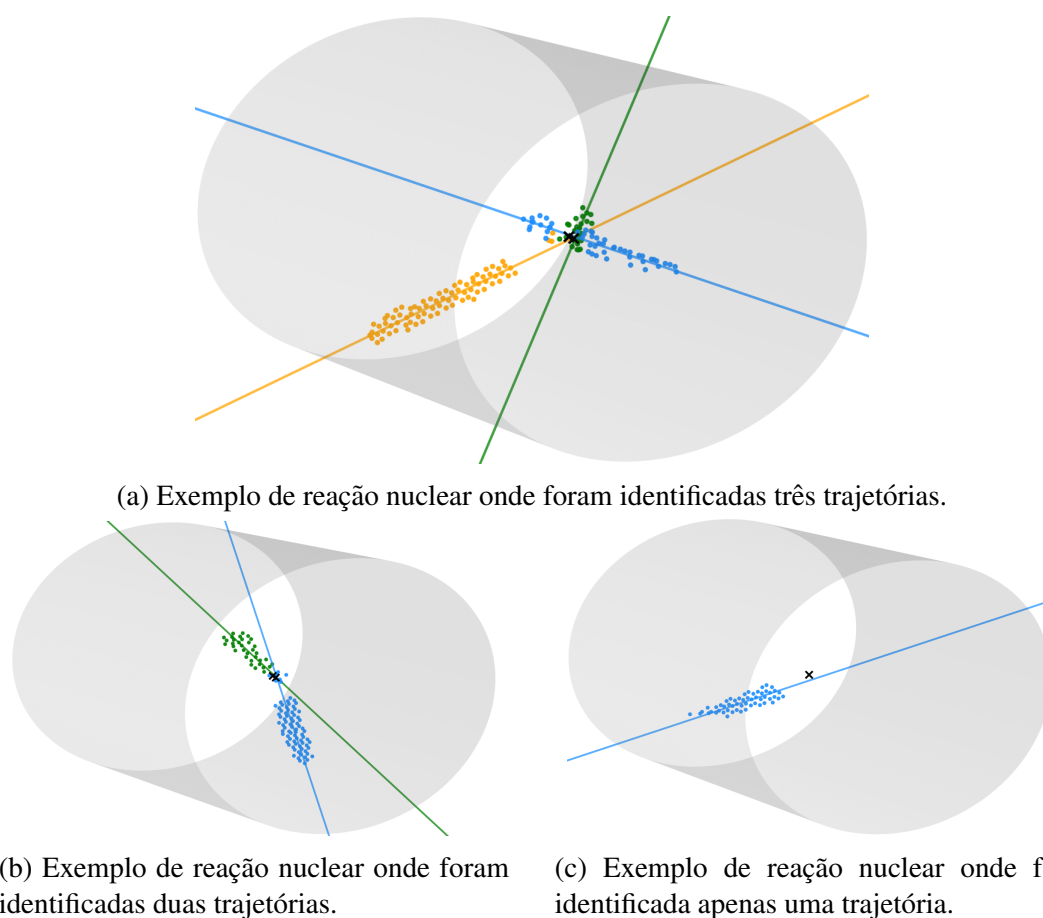 (a) Exemplo de reação nuclear onde foram identificadas três trajetórias.
(b) Exemplo de reação nuclear onde foram
identificadas duas trajetórias.
(c) Exemplo de reação nuclear onde
identificada apenas uma trajetória.